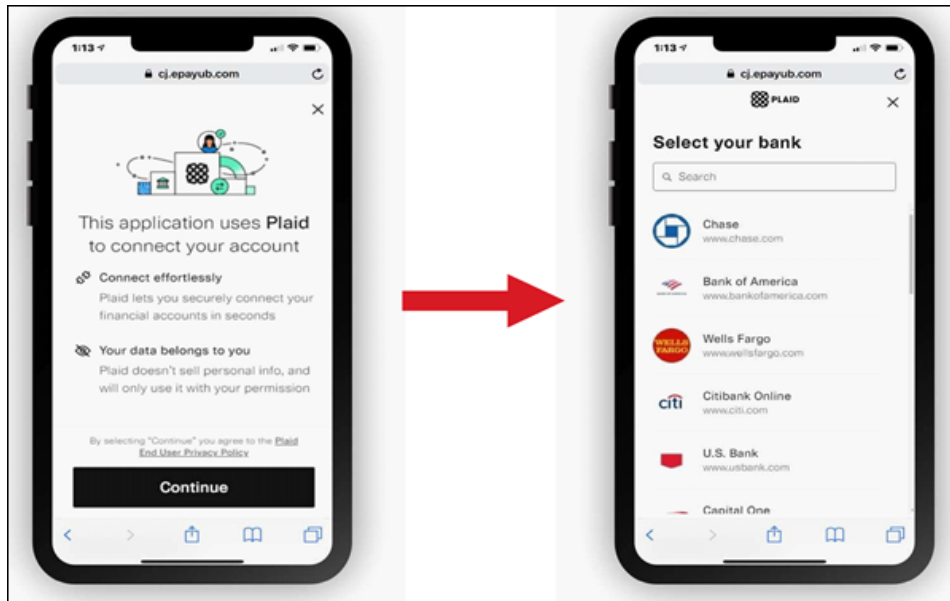 1:13
cj.epayub.com
This application uses Plaid
to connect your account
Connect effortlessly
Plaid lets you securely connect your
financial accounts in seconds
Your data belongs to you
Plaid doesn't sell personal info, and
will only use it with your permission
By selecting "Continue" you agree to the Plaid
End User Privacy Policy
Continue
1:13
cj.epayub.com
PLAID
Select your bank
Search
Chase
www.chase.com
Bank of America
www.bankofamerica.com
WELLS
FARGO
Wells Fargo
www.wellsfargo.com
citi
Citibank Online
www.citi.com
U.S. Bank
www.usbank.com
Capital One